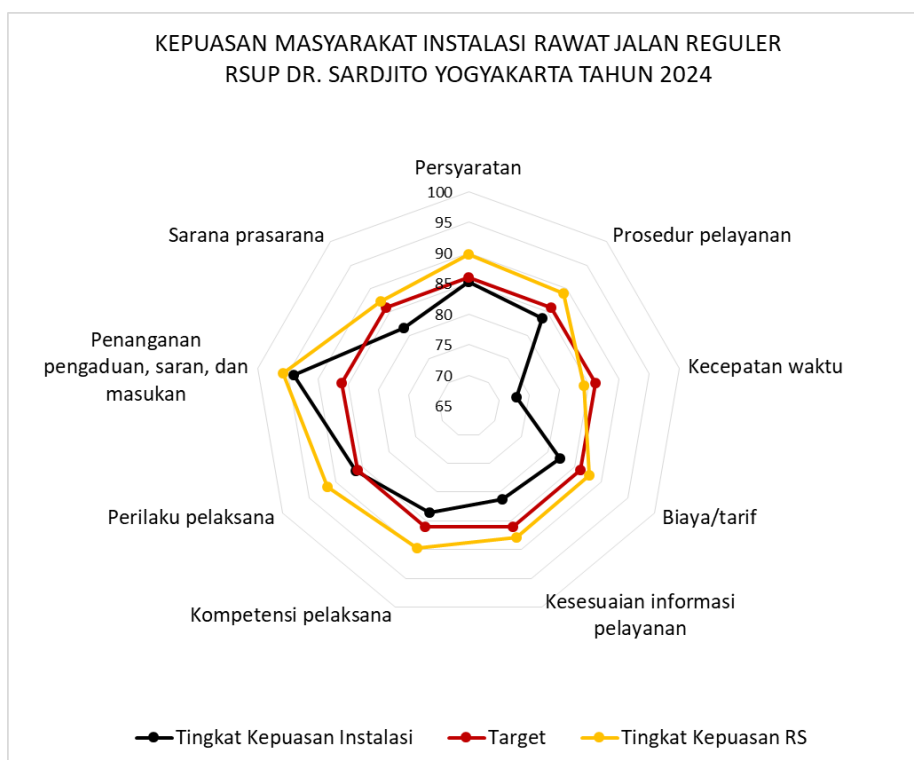 KEPUASAN MASYARAKAT INSTALASI RAWAT JALAN REGULER
RSUP DR. SARDJITO YOGYAKARTA TAHUN 2024
Persyaratan
100
95
90
85
80
75
70
65
Prosedur pelayanan
Kecepatan waktu
Biaya/tarif
Kesesuaian informasi
pelayanan
Kompetensi pelaksana
Perilaku pelaksana
Penanganan
pengaduan, saran, dan
masukan
Sarana prasarana
Tingkat Kepuasan Instalasi
Target
Tingkat Kepuasan RS